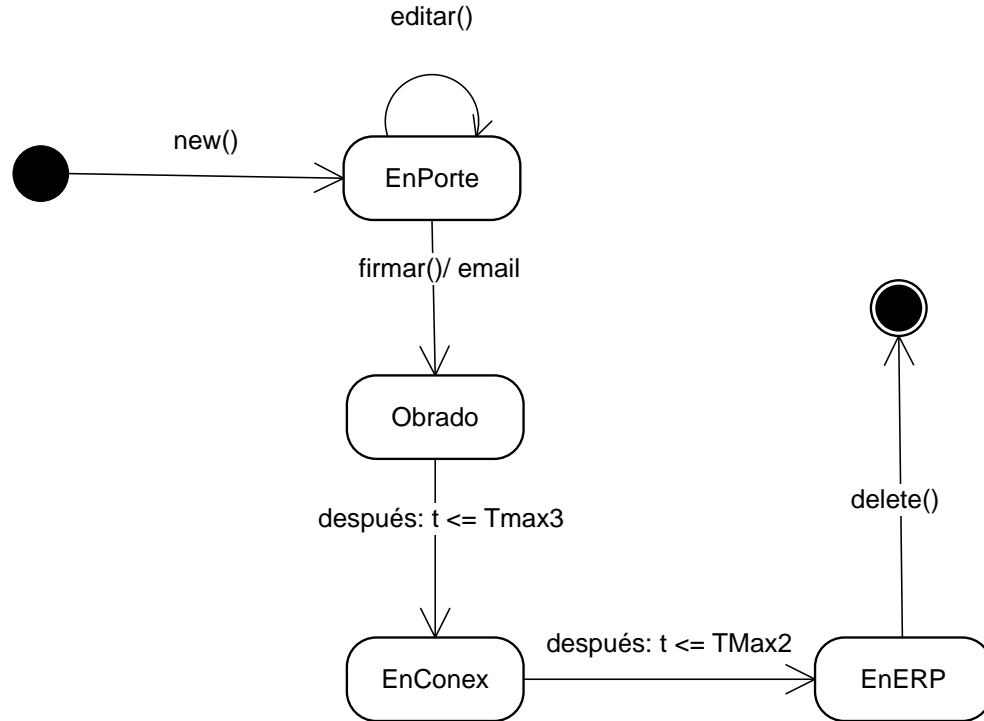 editar()
new()
EnPorte
firmar()/ email
Obrado
después: t <= Tmax3
delete()
después: t <= TMax2
EnConex
EnERP